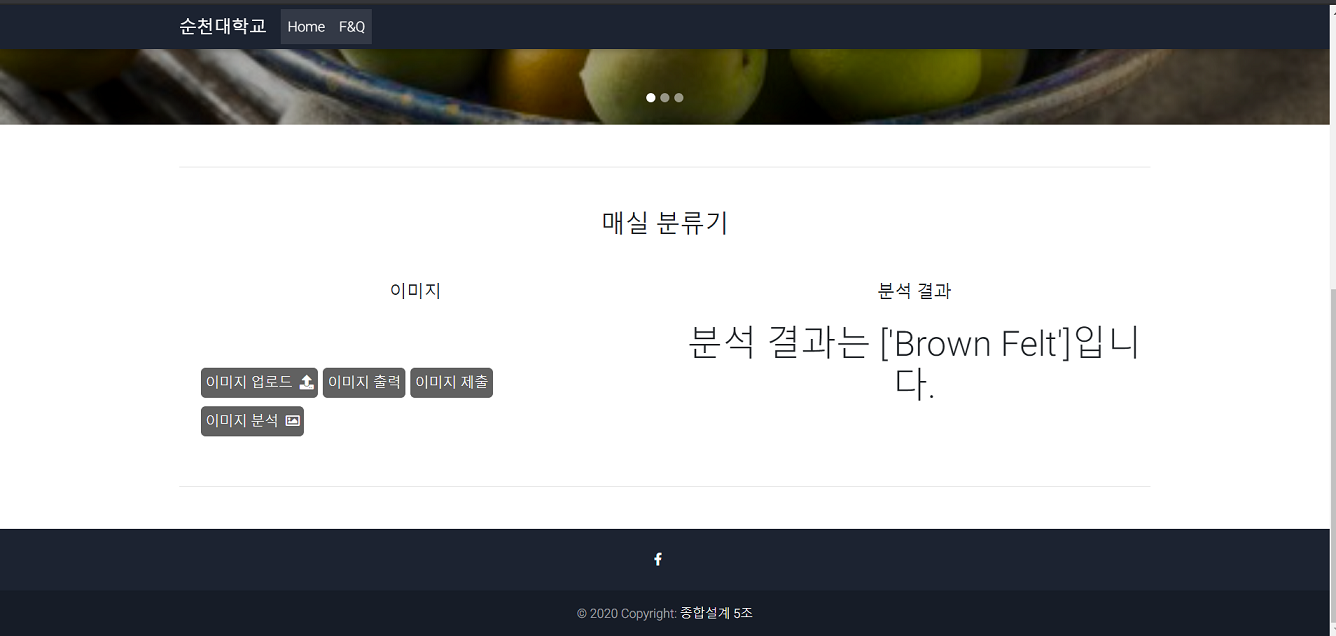 순천대학교 Home F&Q
매실 분류기
이미지
분석 결과
분석 결과는 ['Brown Felt']입니
다.
이미지 업로드 이미지 출력 이미지 제출
이미지 분석
© 2020 Copyright: 종합설계 5조